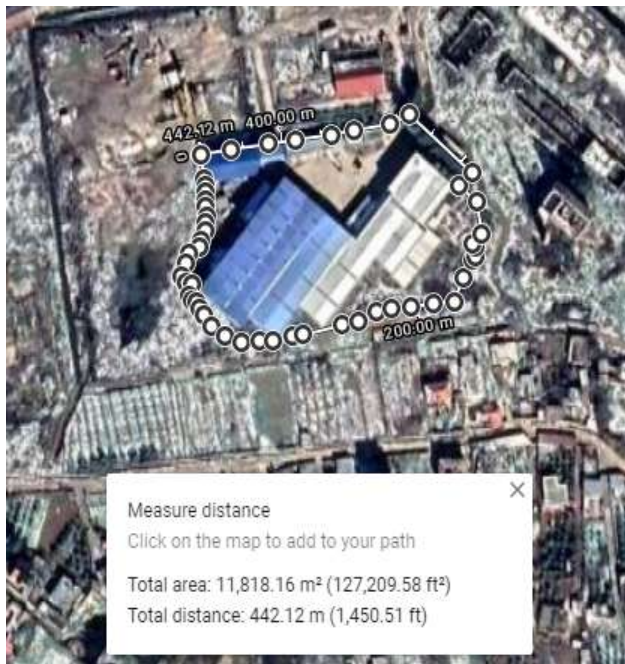 442.12 m 400.00 m
0
200.00 m
Measure distance
Click on the map to add to your path
Total area: 11,818.16 m² (127,209.58 ft²)
Total distance: 442.12 m (1,450.51 ft)